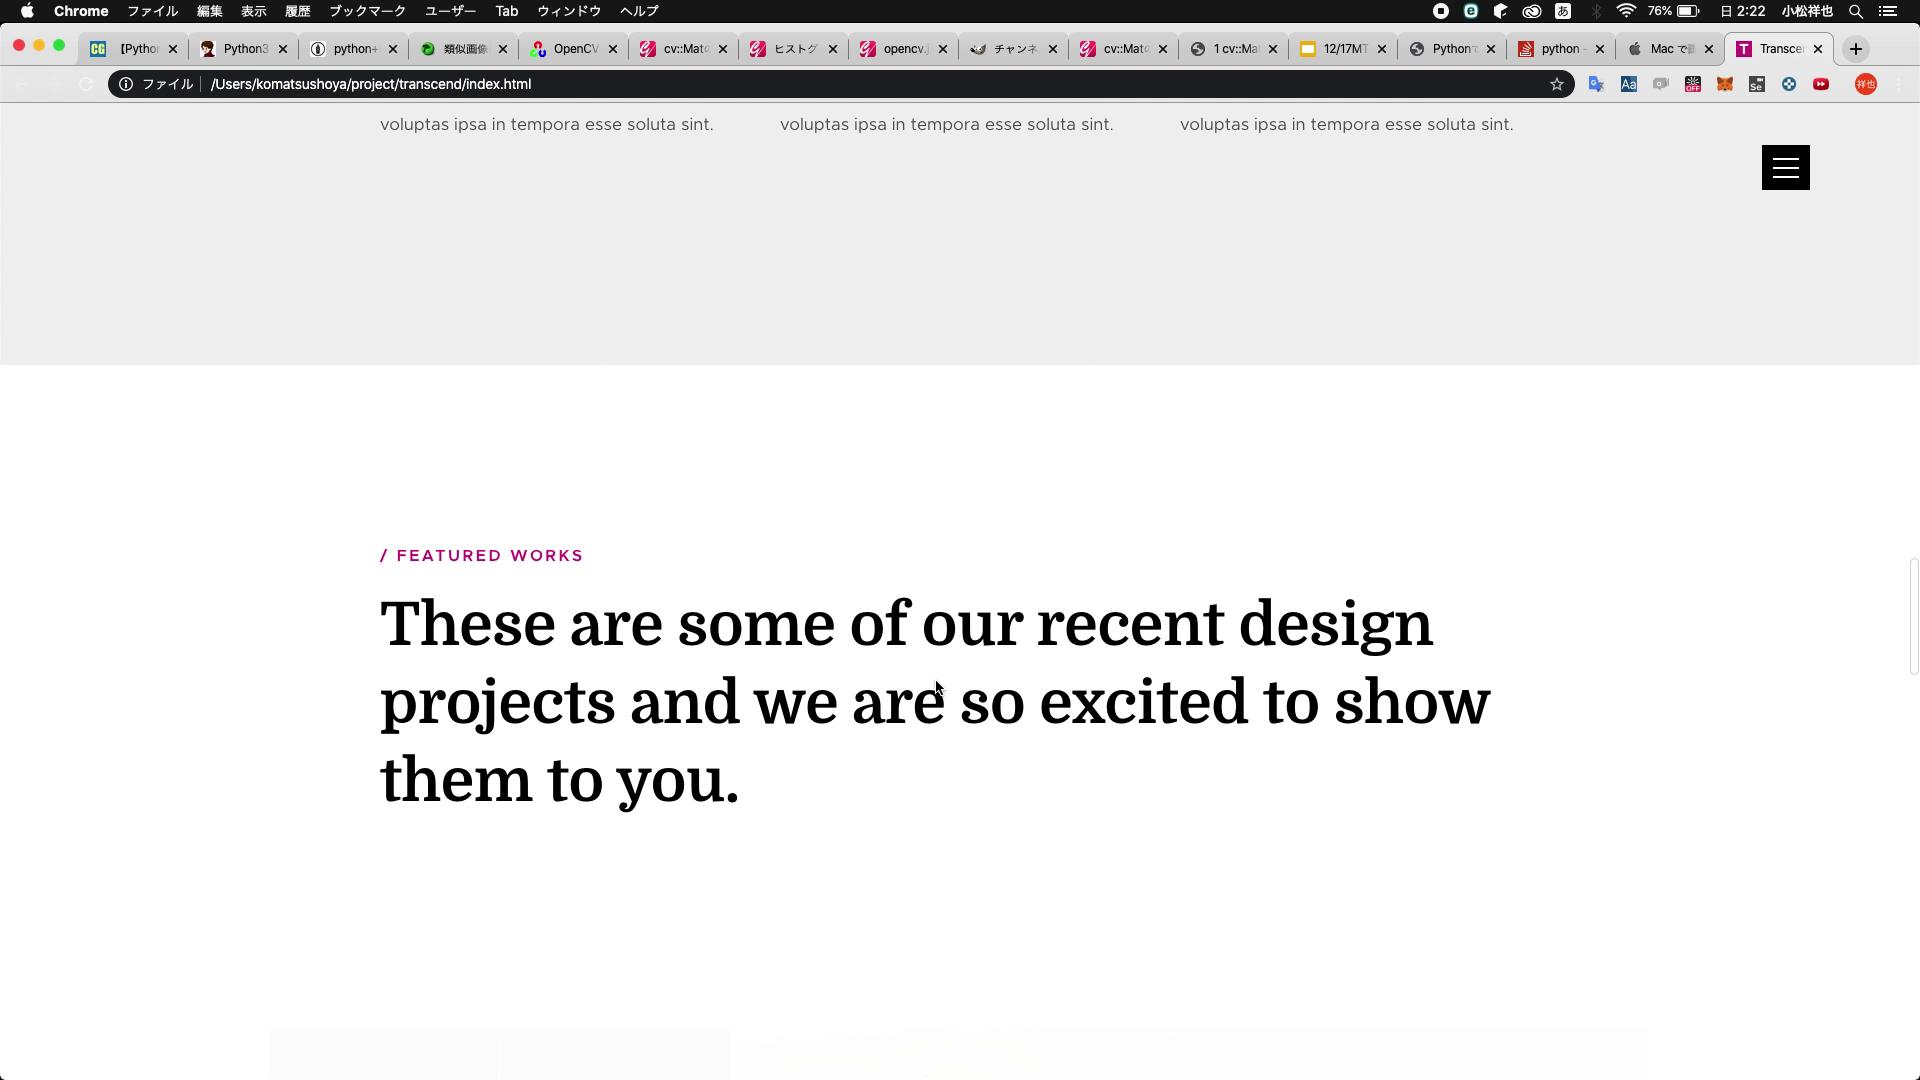 Chrome ファイル 編集 表示 履歴 ブックマーク ユーザー Tab ウィンドウ ヘルプ 76% 日 2:22 小松祥也
【Pythor Python3 python+ 類似画像 OpenCV cv::Mat ヒストグ opencv.j チャンネ cv::Mat 1 cv::Ma 12/17MT Python python - Mac で Transce
ファイル /Users/komatsushoya/project/transcend/index.html 祥也
voluptas ipsa in tempora esse soluta sint. voluptas ipsa in tempora esse soluta sint. voluptas ipsa in tempora esse soluta sint.
/ FEATURED WORKS
These are some of our recent design
projects and we are so excited to show
them to you.